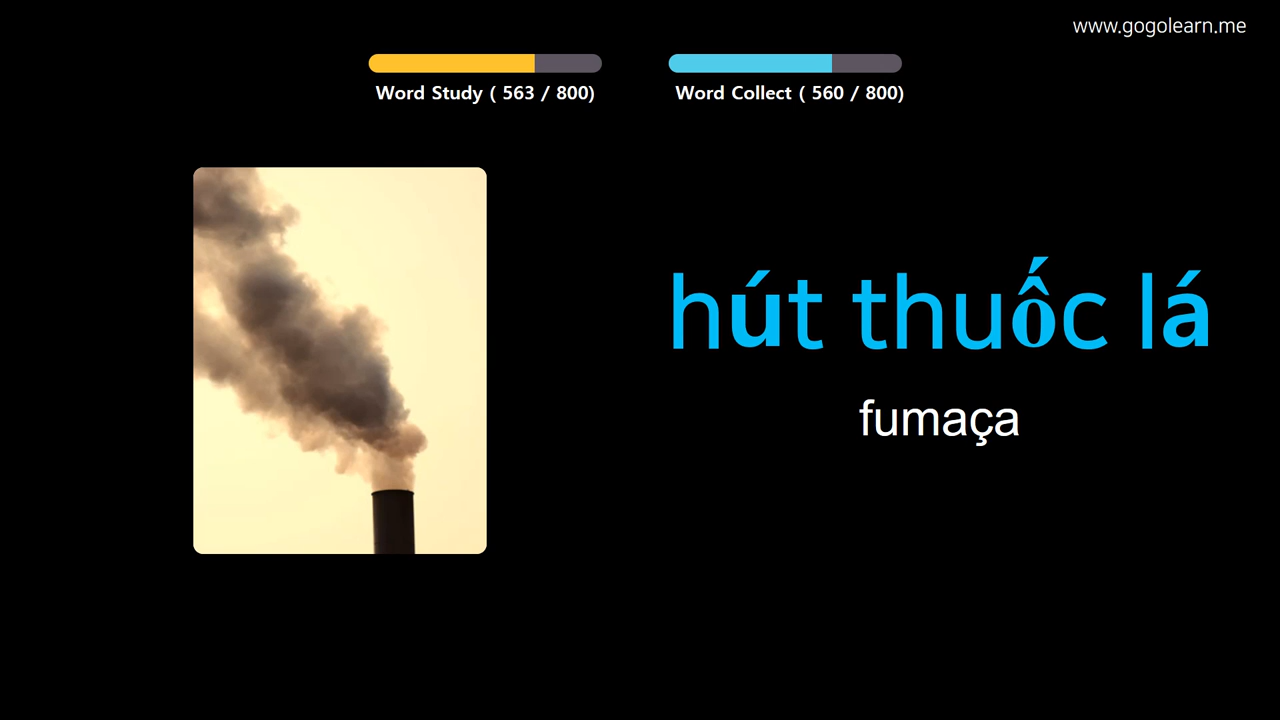 www.gogolearn.me
Word Study ( 563 / 800)
Word Collect ( 560 / 800)
hút thuốc lá
fumaça